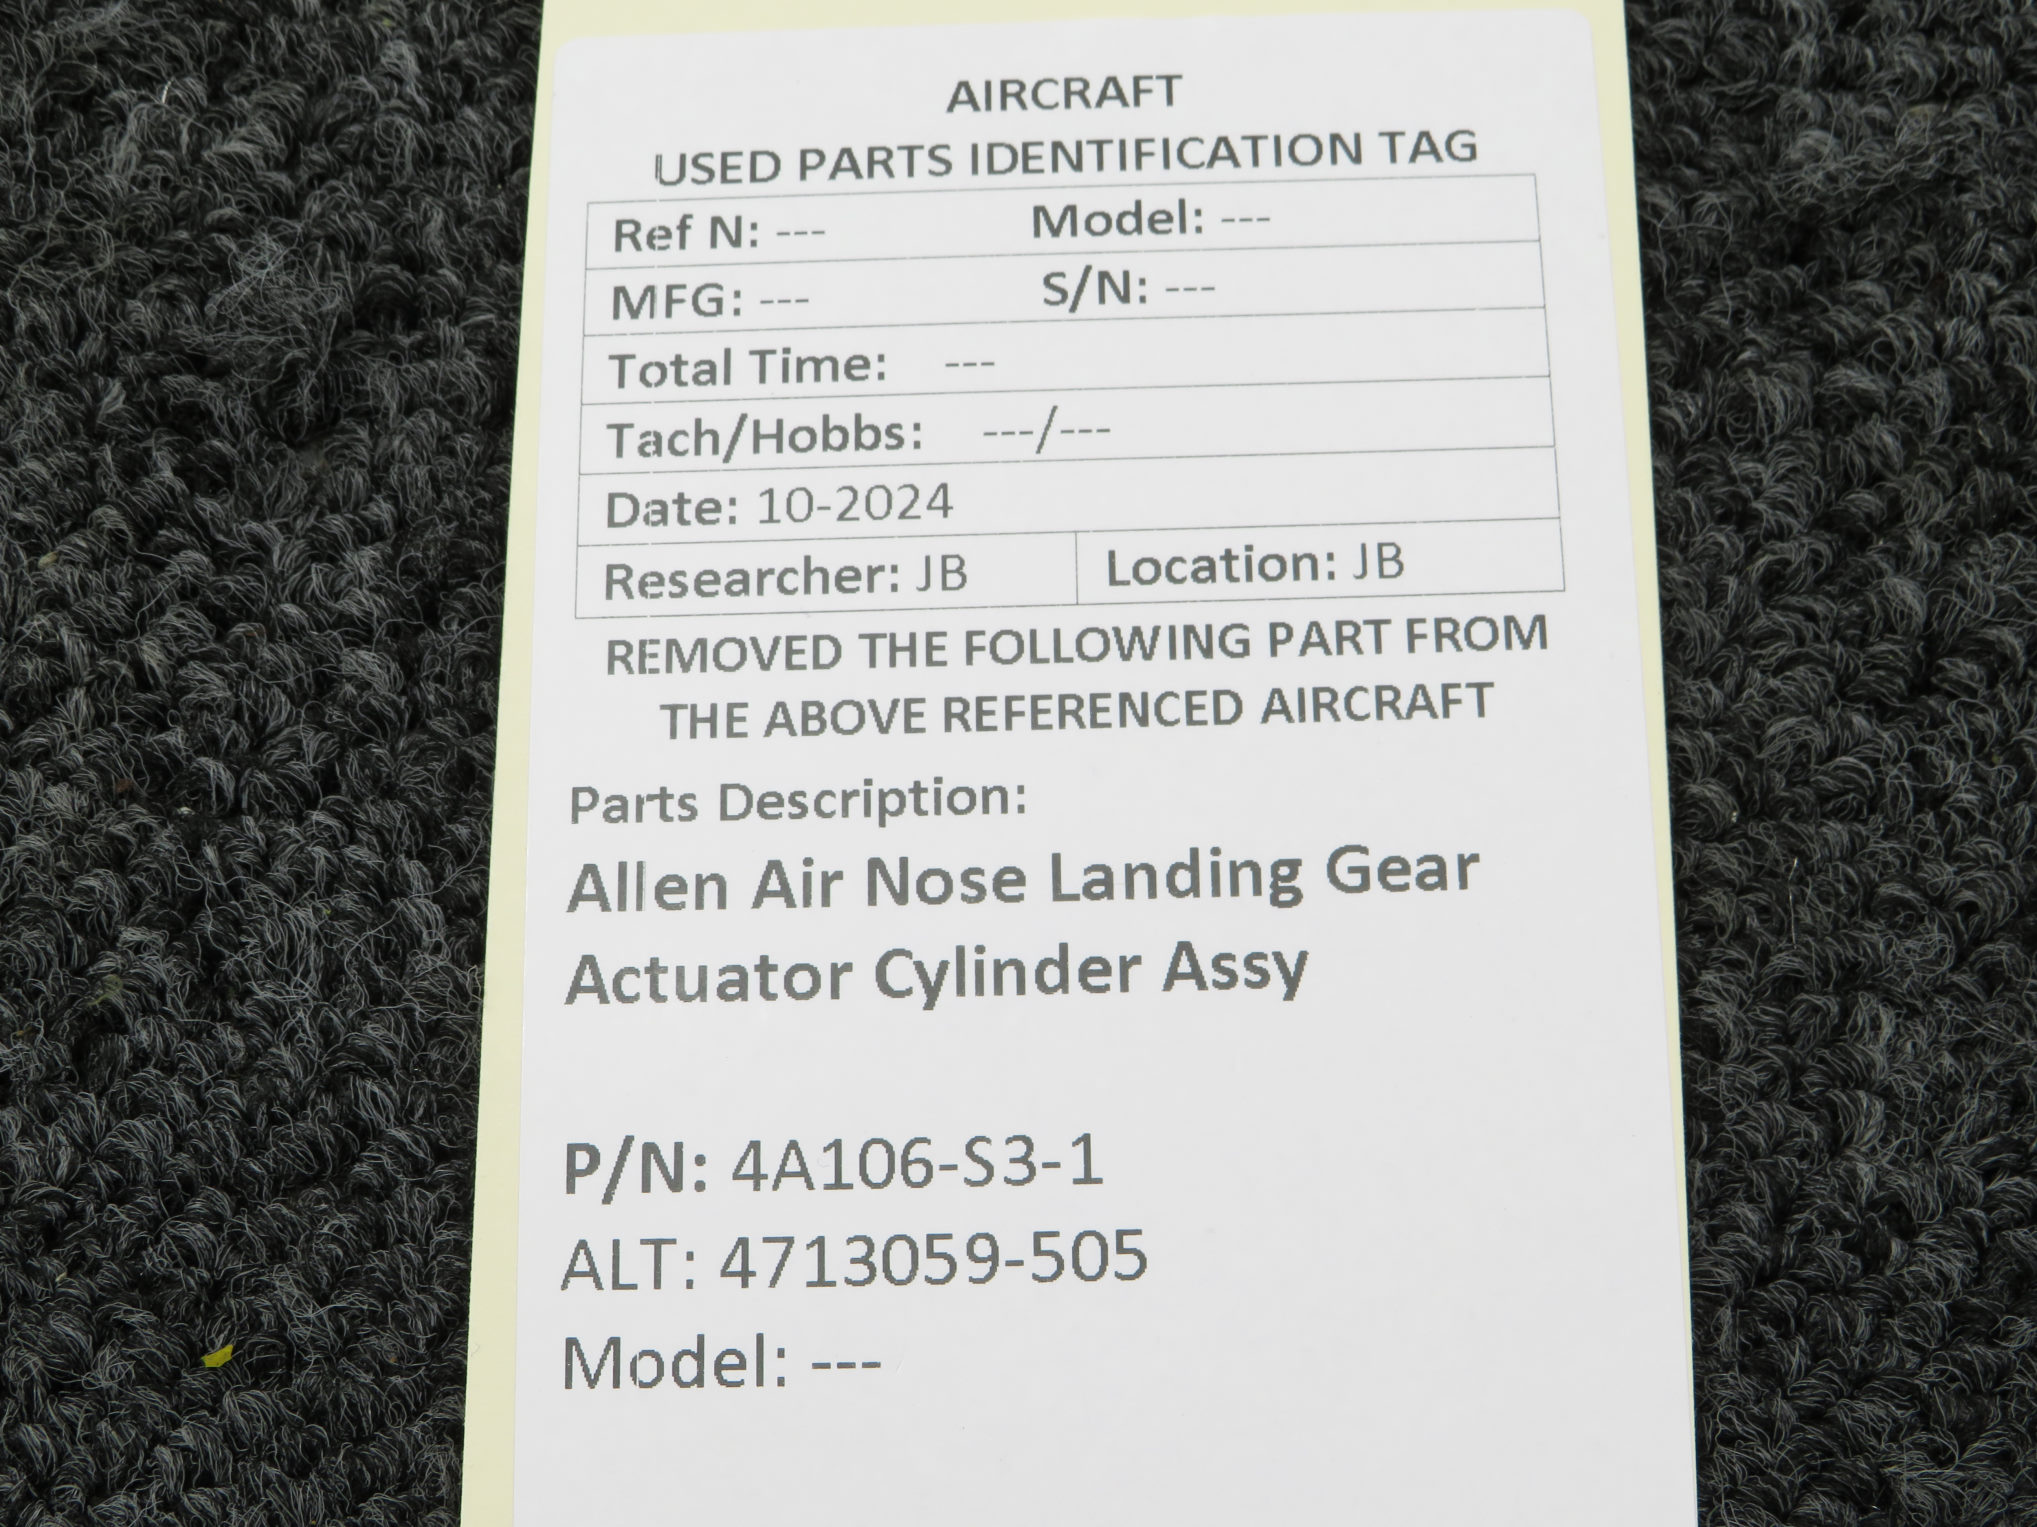 AIRCRAFT
USED PARTS IDENTIFICATION TAG
Ref N: --- Model: ---
MFG: --- S/N: ---
Total Time: ---
Tach/Hobbs: ---/---
Date: 10-2024
Researcher: JB Location: JB
REMOVED THE FOLLOWING PART FROM
THE ABOVE REFERENCED AIRCRAFT
Parts Description:
Allen Air Nose Landing Gear
Actuator Cylinder Assy
P/N: 4A106-S3-1
ALT: 4713059-505
Model: ---